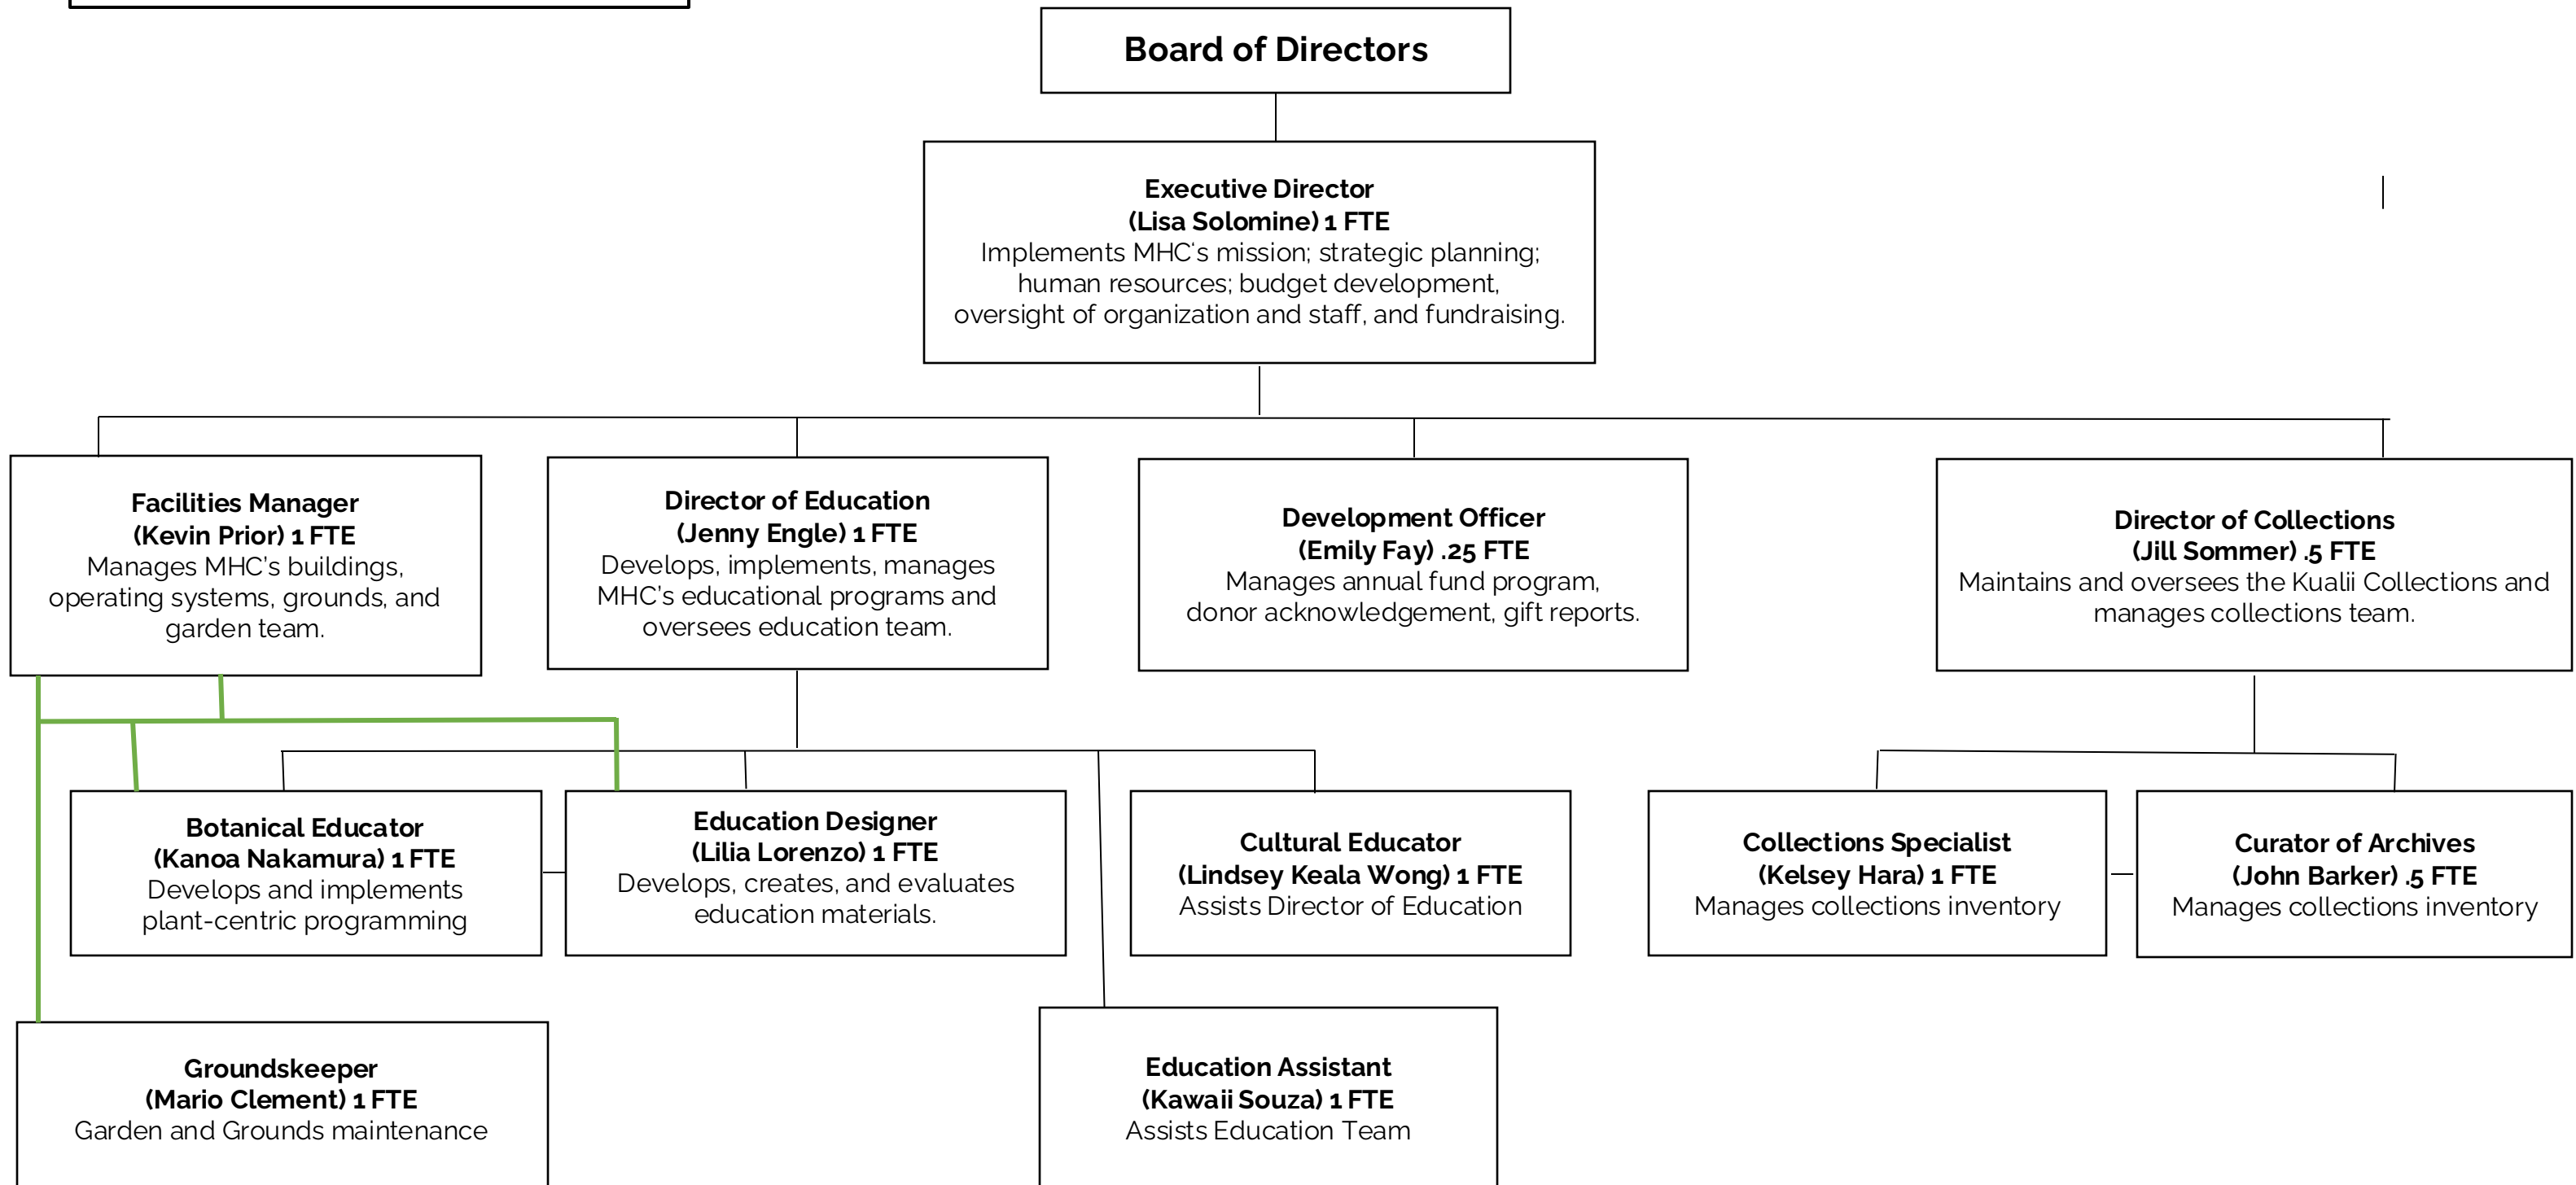 Board of Directors
Executive Director
(Lisa Solomine) 1 FTE
Implements MHC‘s mission; strategic planning;
human resources; budget development,
oversight of organization and staff, and fundraising.
Facilities Manager
(Kevin Prior) 1 FTE
Manages MHC’s buildings,
operating systems, grounds, and
garden team.
Director of Education
(Jenny Engle) 1 FTE
Develops, implements, manages
MHC’s educational programs and
oversees education team.
Development Officer
(Emily Fay) .25 FTE
Manages annual fund program,
donor acknowledgement, gift reports.
Director of Collections
(Jill Sommer) .5 FTE
Maintains and oversees the Kualii Collections and
manages collections team.
Botanical Educator
(Kanoa Nakamura) 1 FTE
Develops and implements
plant-centric programming
Education Designer
(Lilia Lorenzo) 1 FTE
Develops, creates, and evaluates
education materials.
Cultural Educator
(Lindsey Keala Wong) 1 FTE
Assists Director of Education
Collections Specialist
(Kelsey Hara) 1 FTE
Manages collections inventory
Curator of Archives
(John Barker) .5 FTE
Manages collections inventory
Groundskeeper
(Mario Clement) 1 FTE
Garden and Grounds maintenance
Education Assistant
(Kawaii Souza) 1 FTE
Assists Education Team